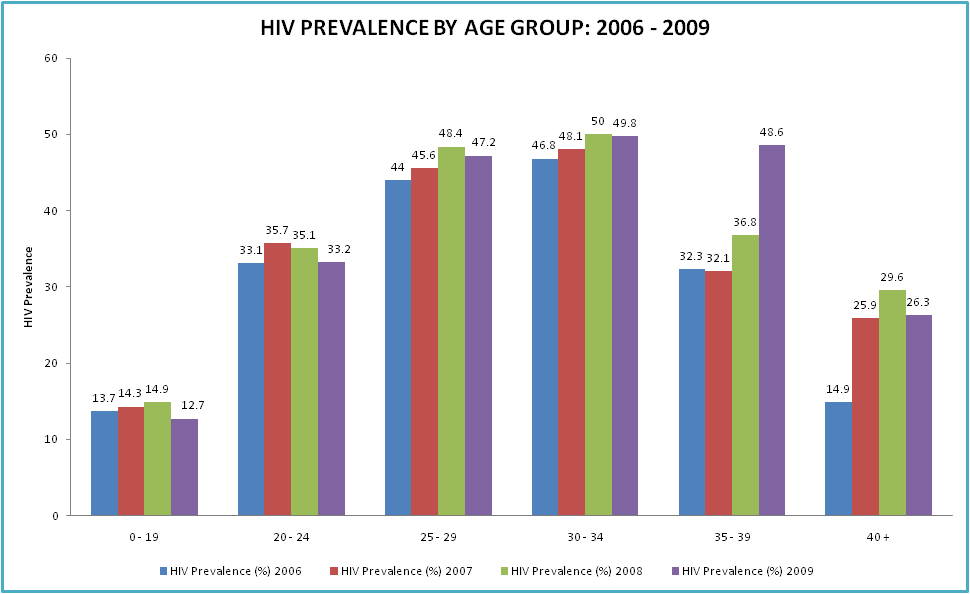 HIV PREVALENCE BY AGE GROUP: 2006 - 2009
HIV Prevalence
60
50
40
30
20
10
0
13.7 14.3 14.9 12.7
33.1 35.7 35.1 33.2
44 45.6 48.4 47.2
46.8 48.1 50 49.8
32.3 32.1 36.8 48.6
14.9 25.9 29.6 26.3
0 - 19 20 - 24 25 - 29 30 - 34 35 - 39 40 +
HIV Prevalence (%) 2006 HIV Prevalence (%) 2007 HIV Prevalence (%) 2008 HIV Prevalence (%) 2009